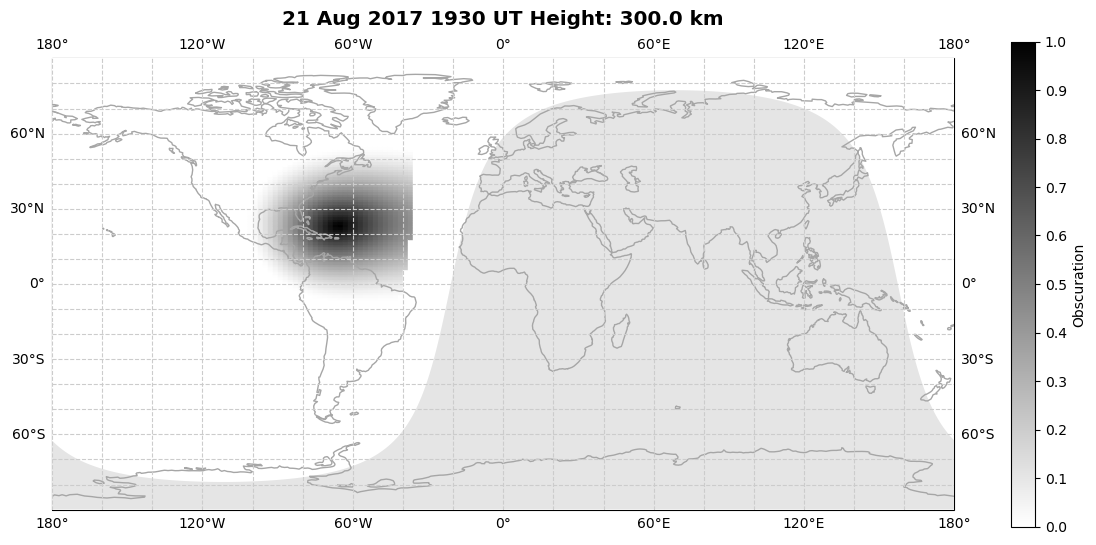 21 Aug 2017 1930 UT Height: 300.0 km
180° 120°W 60°W 0° 60°E 120°E 180°
60°N 60°N
30°N 30°N
0° 0°
30°S 30°S
60°S 60°S
180° 120°W 60°W 0° 60°E 120°E 180°
1.0
0.9
0.8
0.7
0.6
0.5
0.4
0.3
0.2
0.1
0.0
Obscuration